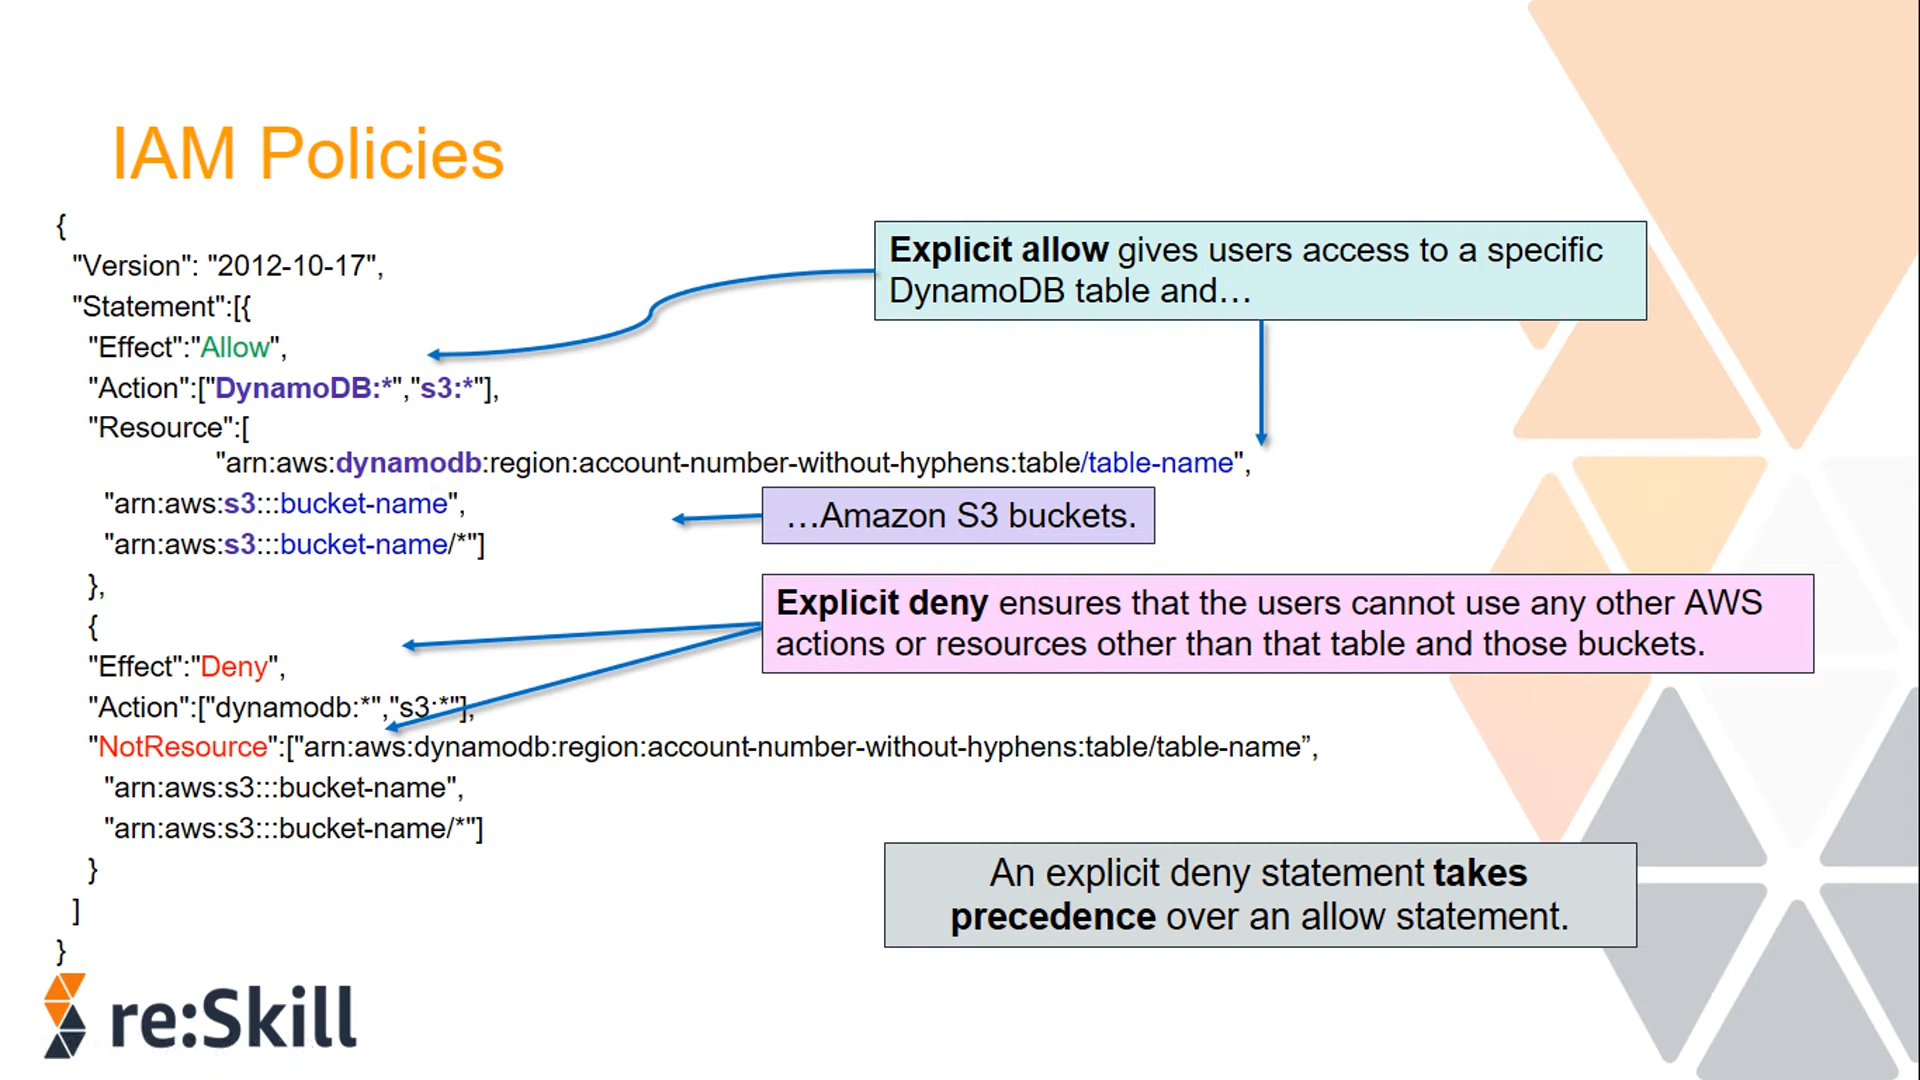 IAM Policies
{
"Version": "2012-10-17",
"Statement":[{
"Effect":"Allow",
"Action":["DynamoDB:*","s3:*"],
"Resource":[
"arn:aws:dynamodb:region:account-number-without-hyphens:table/table-name",
"arn:aws:s3:::bucket-name",
"arn:aws:s3:::bucket-name/*"]
},
{
"Effect":"Deny",
"Action":["dynamodb:*","s3:*"],
"NotResource":["arn:aws:dynamodb:region:account-number-without-hyphens:table/table-name”,
"arn:aws:s3:::bucket-name",
"arn:aws:s3:::bucket-name/*"]
}
]
}
Explicit allow gives users access to a specific
DynamoDB table and…
…Amazon S3 buckets.
Explicit deny ensures that the users cannot use any other AWS
actions or resources other than that table and those buckets.
An explicit deny statement takes
precedence over an allow statement.
re:Skill